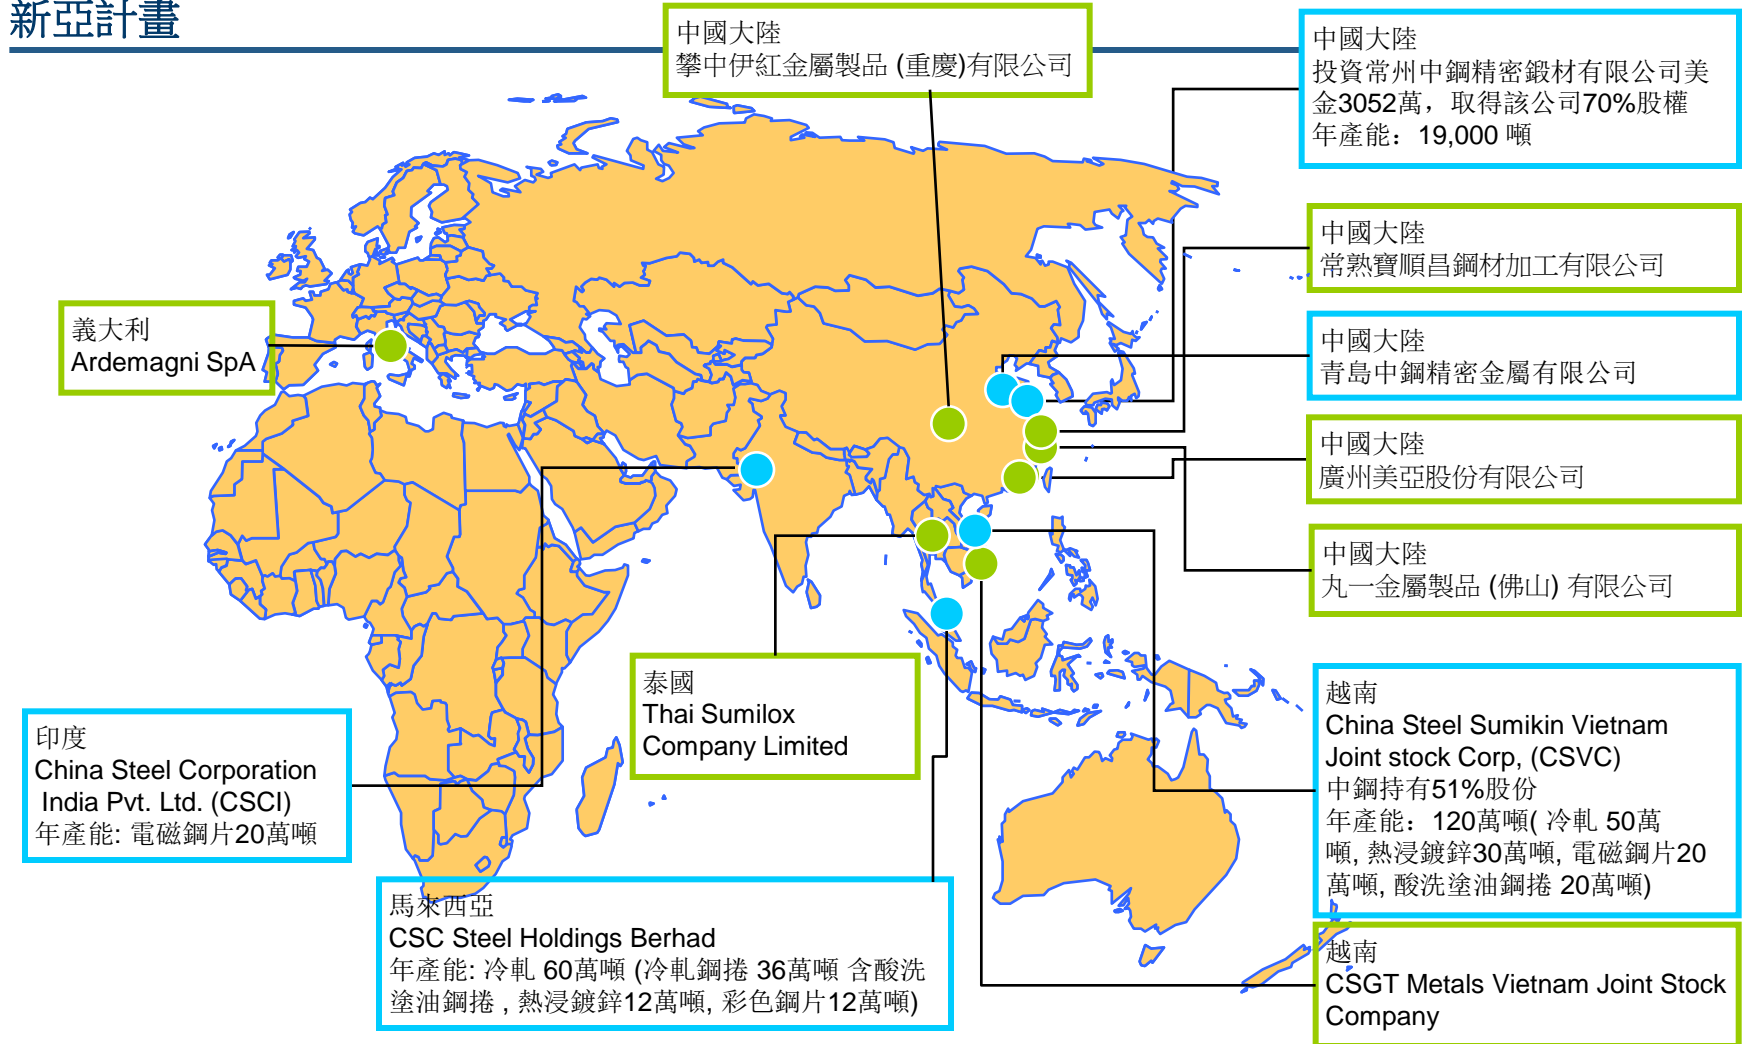 新亞計畫
中國大陸
攀中伊紅金屬製品 (重慶)有限公司
中國大陸
投資常州中鋼精密鍛材有限公司美
金3052萬，取得該公司70%股權
年產能：19,000 噸
中國大陸
常熟寶順昌鋼材加工有限公司
義大利
Ardemagni SpA
中國大陸
青島中鋼精密金屬有限公司
中國大陸
廣州美亞股份有限公司
中國大陸
丸一金屬製品 (佛山) 有限公司
泰國
Thai Sumilox
Company Limited
越南
China Steel Sumikin Vietnam
Joint stock Corp, (CSVC)
中鋼持有51%股份
年產能：120萬噸( 冷軋 50萬
噸, 熱浸鍍鋅30萬噸, 電磁鋼片20
萬噸, 酸洗塗油鋼捲 20萬噸)
印度
China Steel Corporation
India Pvt. Ltd. (CSCI)
年產能: 電磁鋼片20萬噸
馬來西亞
CSC Steel Holdings Berhad
年產能: 冷軋 60萬噸 (冷軋鋼捲 36萬噸 含酸洗
塗油鋼捲 , 熱浸鍍鋅12萬噸, 彩色鋼片12萬噸)
越南
CSGT Metals Vietnam Joint Stock
Company